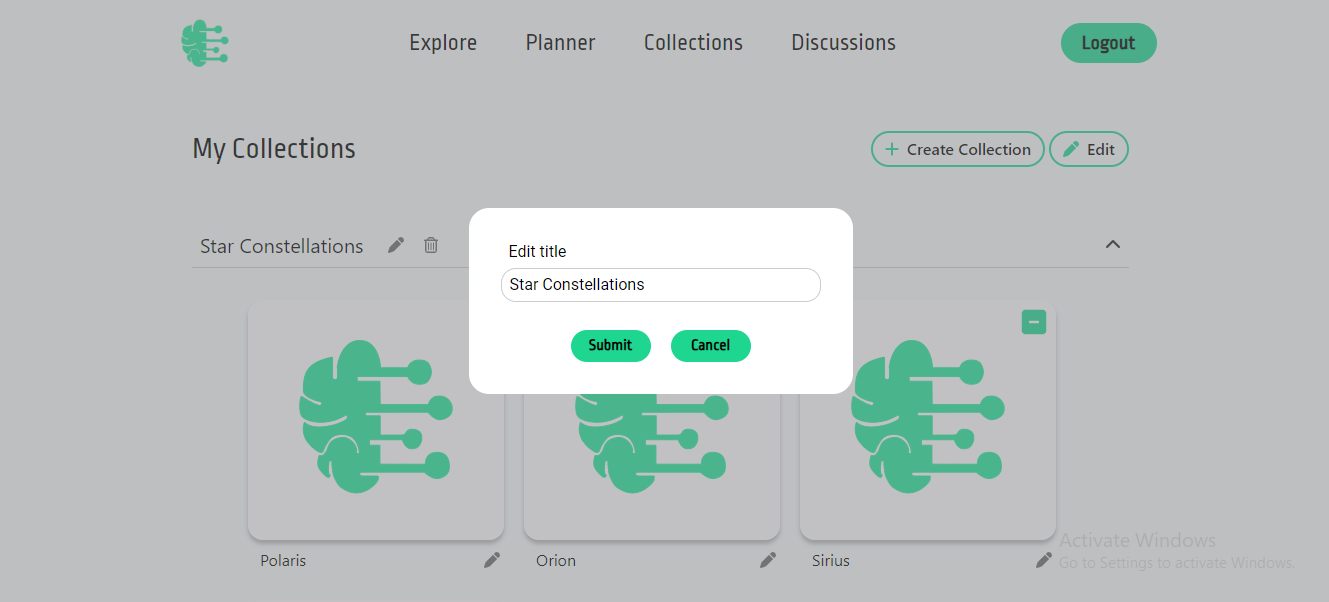 Explore Planner Collections Discussions Logout
My Collections
Create Collection Edit
Star Constellations
Edit title
Star Constellations
Submit Cancel
Polaris Orion Sirius
Activate Windows
Go to Settings to activate Windows.